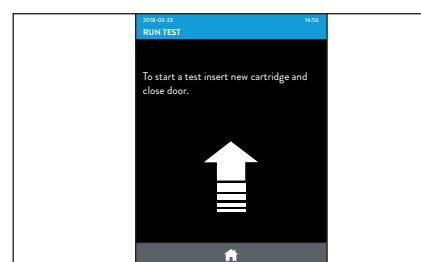 2018-03-23 14:56
RUN TEST
To start a test insert new cartridge and
close door.